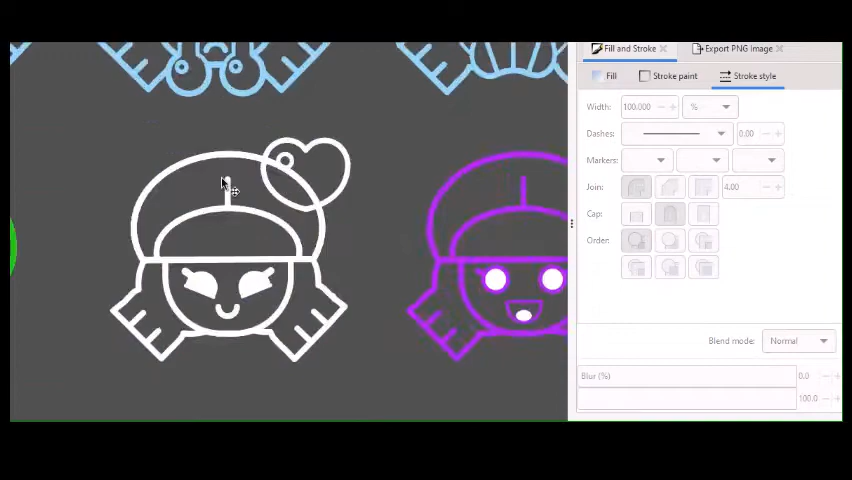 Fill and Stroke
Export PNG Image
Fill
Stroke paint
Stroke style
Width: 100.000 %
Dashes: 0.00
Markers:
Join: 4.00
Cap:
Order:
Blend mode: Normal
Blur (%) 0.0
100.0